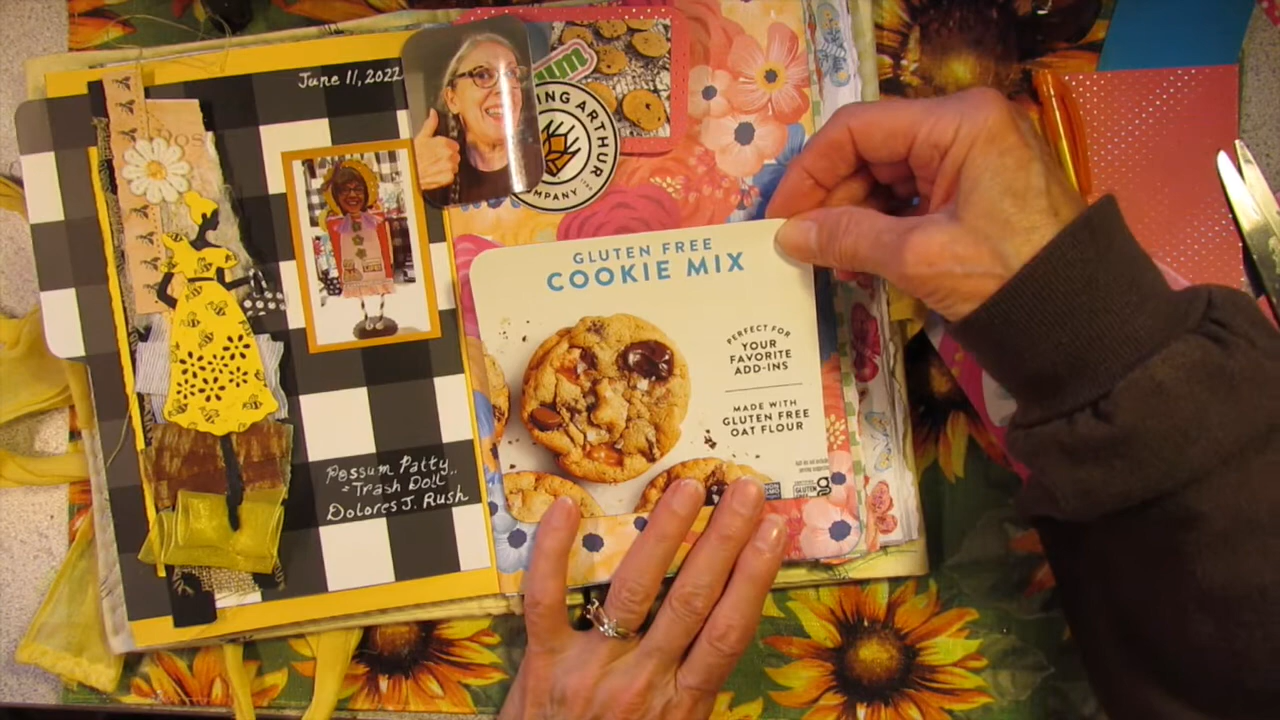 June 11, 2022
um
ING ARTHUR
COMPANY
GLUTEN FREE
COOKIE MIX
PERFECT FOR
YOUR
FAVORITE
ADD-INS
MADE WITH
GLUTEN FREE
OAT FLOUR
Possum Patty..
"Trash Doll
Dolores J. Rush